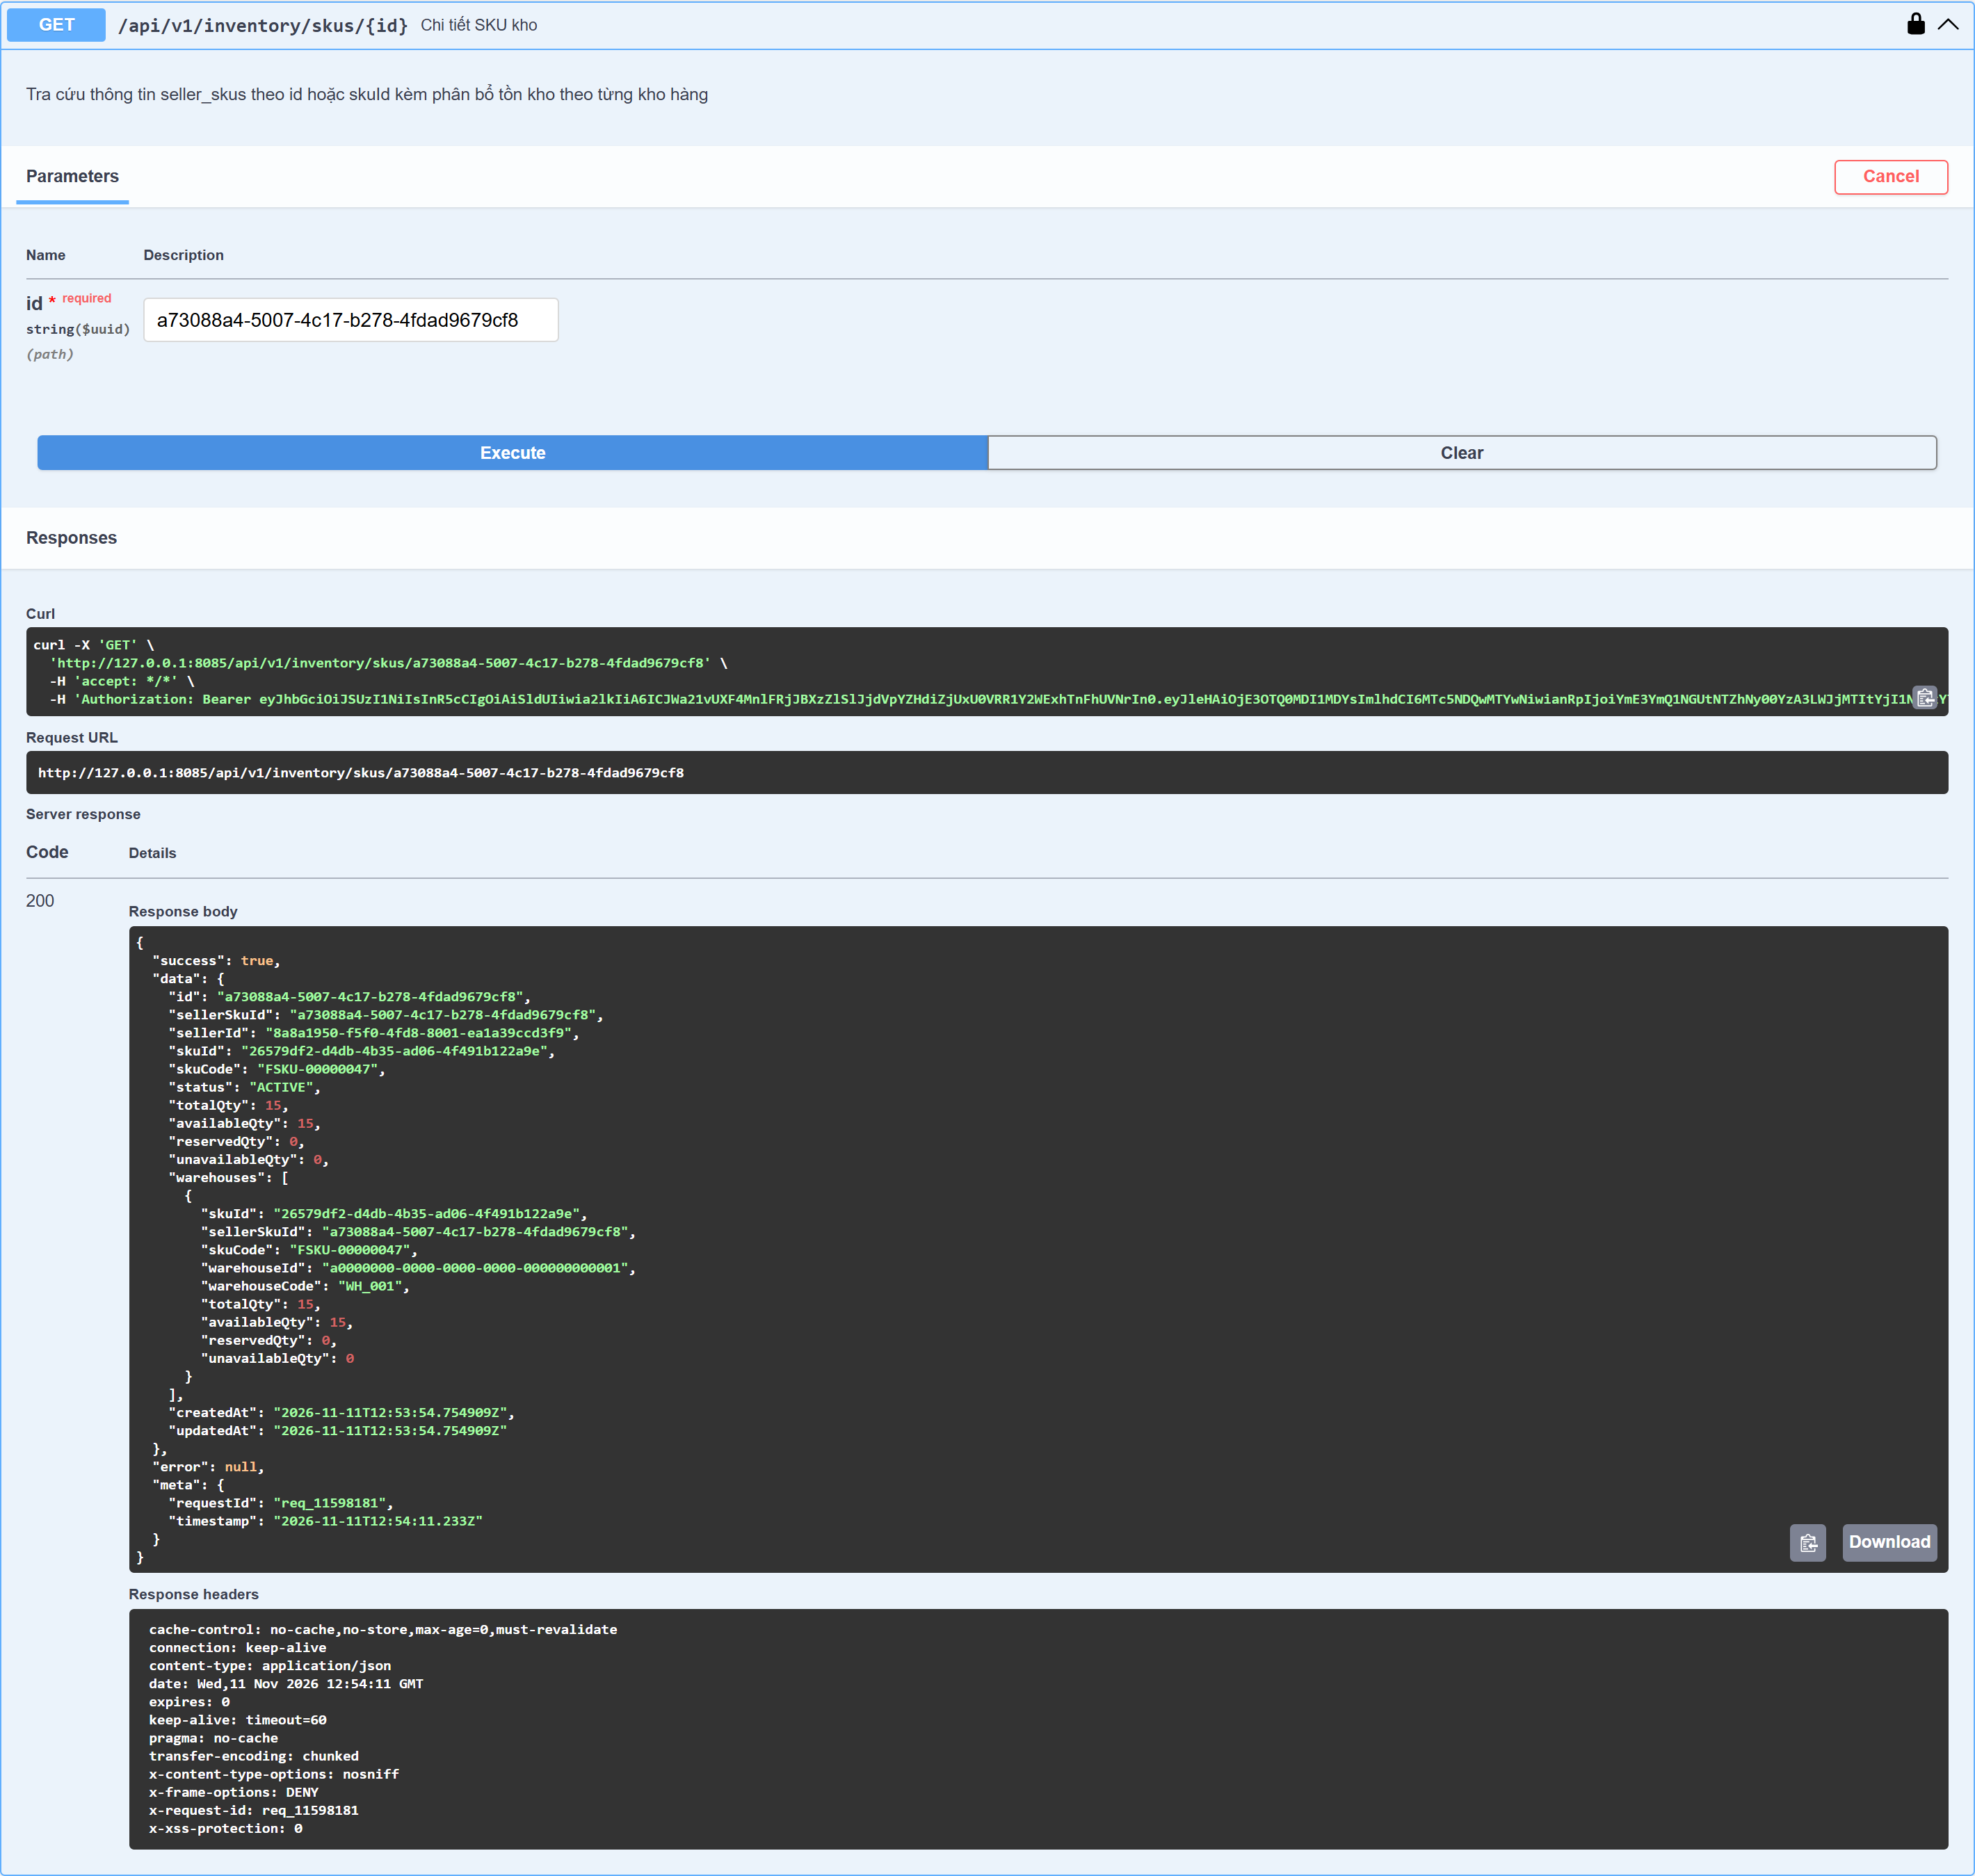 GET /api/v1/inventory/skus/{id} Chi tiết SKU kho
Tra cứu thông tin seller_skus theo id hoặc skuId kèm phân bổ tồn kho theo từng kho hàng
Parameters
Cancel
Name Description
id * required
string($uuid)
(path)
a73088a4-5007-4c17-b278-4fdad9679cf8
Execute
Clear
Responses
Curl
curl -X 'GET' \
'http://127.0.0.1:8085/api/v1/inventory/skus/a73088a4-5007-4c17-b278-4fdad9679cf8' \
-H 'accept: */*' \
-H 'Authorization: Bearer
Request URL
http://127.0.0.1:8085/api/v1/inventory/skus/a73088a4-5007-4c17-b278-4fdad9679cf8
Server response
Code Details
200
Response body
{
"success": true,
"data": {
"id": "a73088a4-5007-4c17-b278-4fdad9679cf8",
"sellerSkuId": "a73088a4-5007-4c17-b278-4fdad9679cf8",
"sellerId": "8a8a1950-f5f0-4fd8-8001-ea1a39ccd3f9",
"skuId": "26579df2-d4db-4b35-ad06-4f491b122a9e",
"skuCode": "FSKU-00000047",
"status": "ACTIVE",
"totalQty": 15,
"availableQty": 15,
"reservedQty": 0,
"unavailableQty": 0,
"warehouses": [
{
"skuId": "26579df2-d4db-4b35-ad06-4f491b122a9e",
"sellerSkuId": "a73088a4-5007-4c17-b278-4fdad9679cf8",
"skuCode": "FSKU-00000047",
"warehouseId": "a0000000-0000-0000-0000-000000000001",
"warehouseCode": "WH_001",
"totalQty": 15,
"availableQty": 15,
"reservedQty": 0,
"unavailableQty": 0
}
],
"createdAt": "2026-11-11T12:53:54.754909Z",
"updatedAt": "2026-11-11T12:53:54.754909Z"
},
"error": null,
"meta": {
"requestId": "req_11598181",
"timestamp": "2026-11-11T12:54:11.233Z"
}
}
Download
Response headers
cache-control: no-cache,no-store,max-age=0,must-revalidate
connection: keep-alive
content-type: application/json
date: Wed,11 Nov 2026 12:54:11 GMT
expires: 0
keep-alive: timeout=60
pragma: no-cache
transfer-encoding: chunked
x-content-type-options: nosniff
x-frame-options: DENY
x-request-id: req_11598181
x-xss-protection: 0